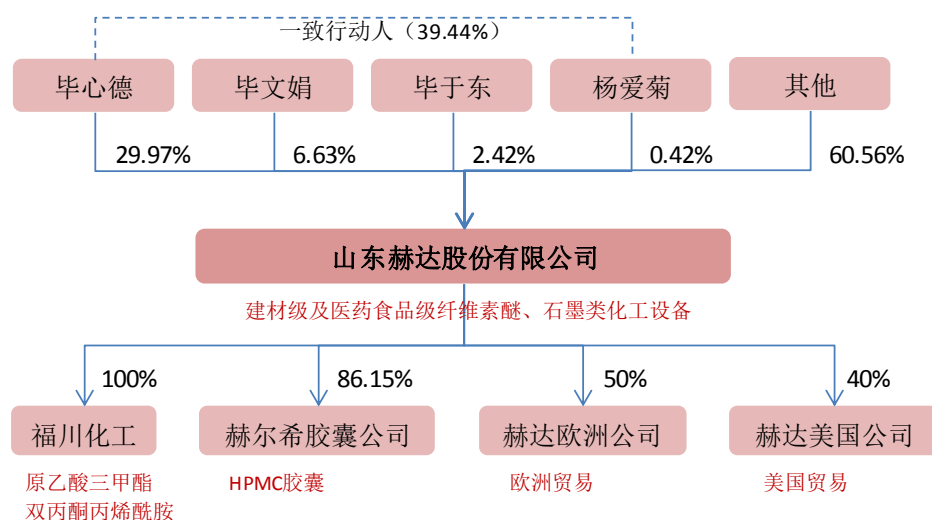 一致行动人（39.44%）
毕心德
毕文娟
毕于东
杨爱菊
其他
29.97%
6.63%
2.42%
0.42%
60.56%
山东赫达股份有限公司
建材级及医药食品级纤维素醚、石墨类化工设备
100%
86.15%
50%
40%
福川化工
赫尔希胶囊公司
赫达欧洲公司
赫达美国公司
原乙酸三甲酯
双丙酮丙烯酰胺
HPMC胶囊
欧洲贸易
美国贸易